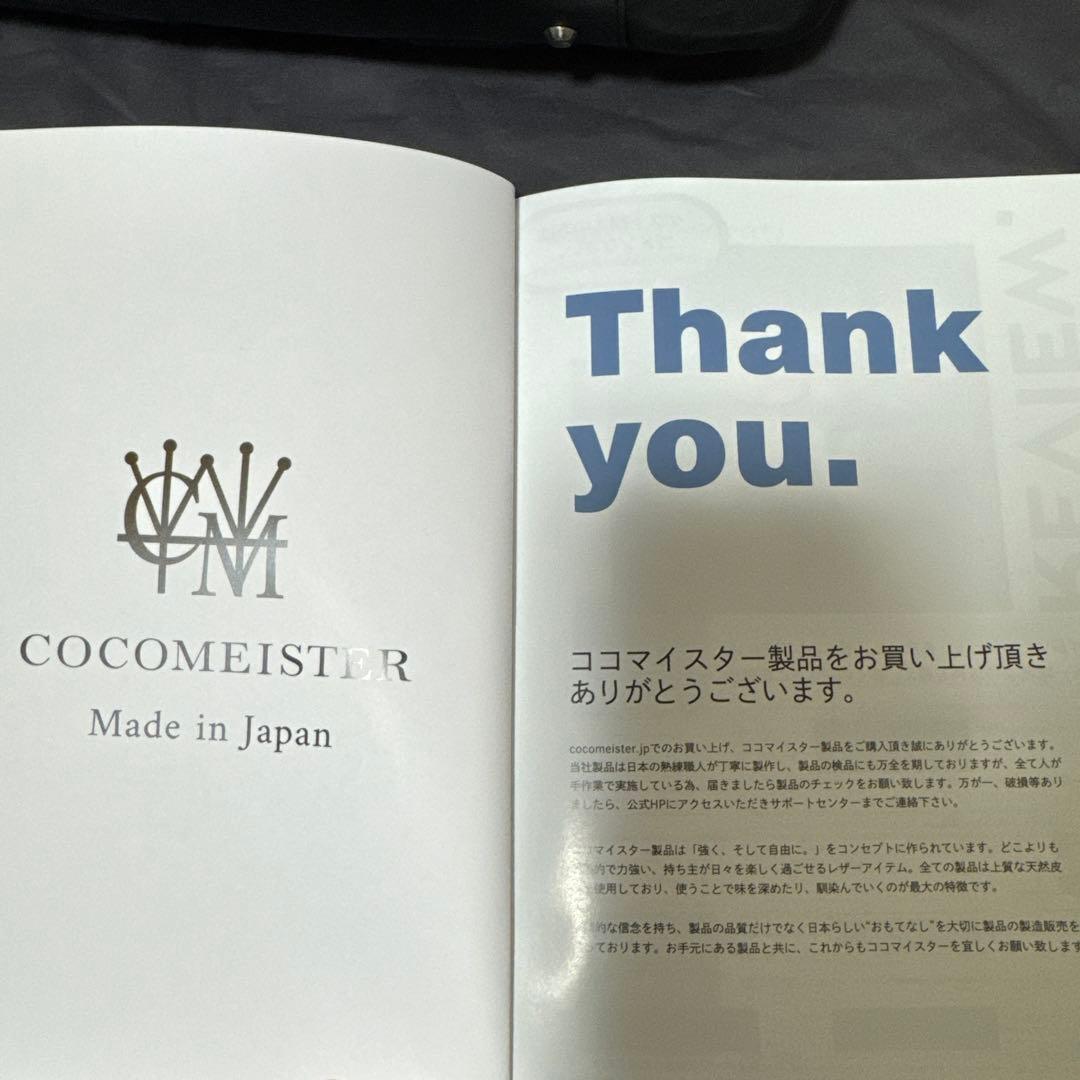 CM
COCOMEISTER
Made in Japan
Thank
you.
ココマイスター製品をお買い上げ頂き
ありがとうございます。
cocomeister.jpでのお買い上げ、ココマイスター製品をご購入頂き誠にありがとうございます。
当社製品は日本の熟練職人が丁寧に製作し、製品の検品にも万全を期しておりますが、全て人が
手作業で実施している為、届きましたら製品のチェックをお願い致します。万が一、破損等あり
ましたら、公式HPにアクセスいただきサポートセンターまでご連絡下さい。
ココマイスター製品は「強く、そして自由に。」をコンセプトに作られています。どこよりも
的で力強い、持ち主が日々を楽しく過ごせるレザーアイテム。全ての製品は上質な天然皮
使用しており、使うことで味を深めたり、馴染んでいくのが最大の特徴です。
的な信念を持ち、製品の品質だけでなく日本らしい“おもてなし”を大切に製品の製造販売を
っております。お手元にある製品と共に、これからもココマイスターを宜しくお願い致します